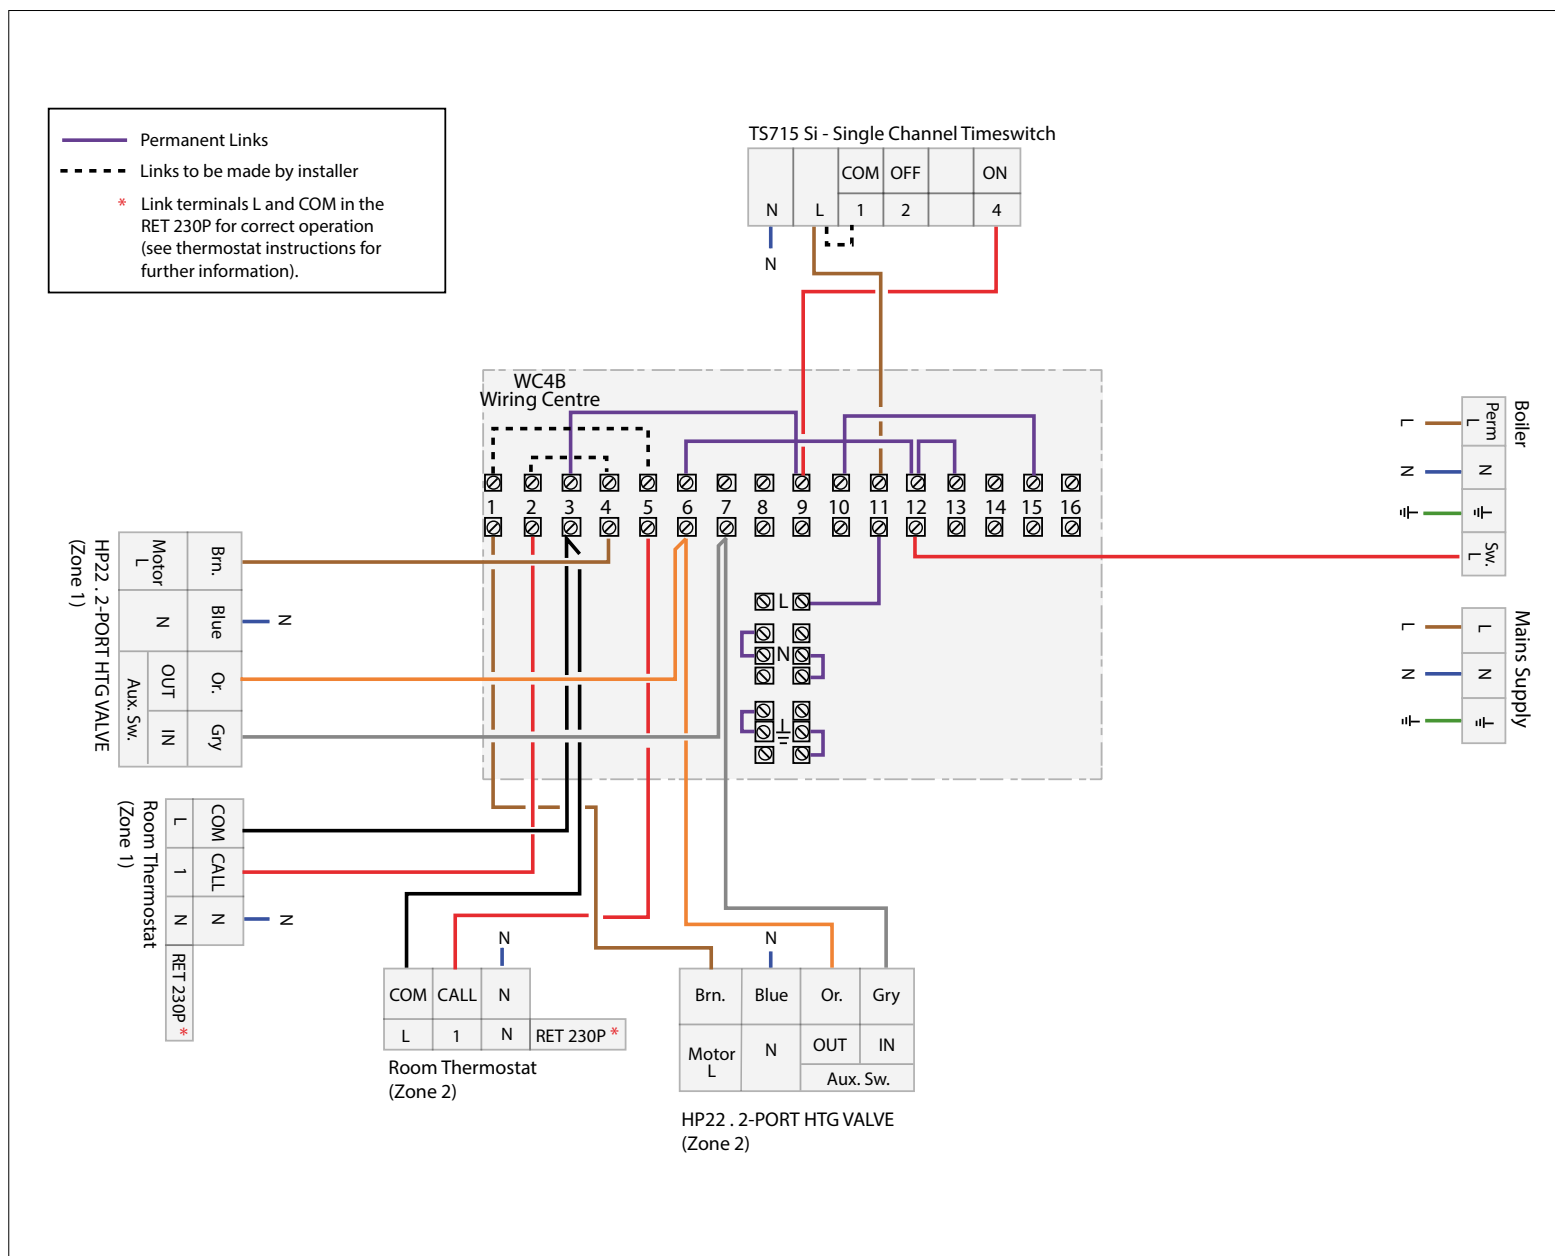 Permanent Links
Links to be made by installer
* Link terminals L and COM in the
RET 230P for correct operation
(see thermostat instructions for
further information).
TS715 Si - Single Channel Timeswitch
COM OFF ON
N L 1 2 4
N
WC4B
Wiring Centre
1 2 3 4 5 6 7 8 9 10 11 12 13 14 15 16
L
N
Boiler
Perm L
N
Sw. L
L
N
Mains Supply
L
N
L
N
HP22 . 2-PORT HTG VALVE
(Zone 1)
Motor L
N
OUT
IN
Aux. Sw.
Brn.
Blue
Or.
Gry
N
Room Thermostat
(Zone 1)
L
1
N
COM
CALL
N
N
RET 230P *
N
COM CALL N
L 1 N RET 230P *
Room Thermostat
(Zone 2)
N
Brn. Blue Or. Gry
Motor
L
N
OUT IN
Aux. Sw.
HP22 . 2-PORT HTG VALVE
(Zone 2)